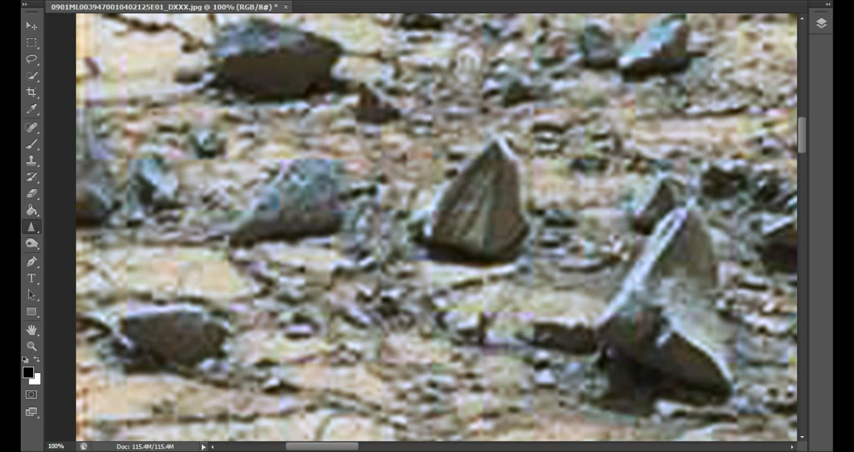 0901ML0039470010402125E01_DXXX.jpg @ 100% (RGB/8#) * ×
T
100%
Doc: 115.4M/115.4M